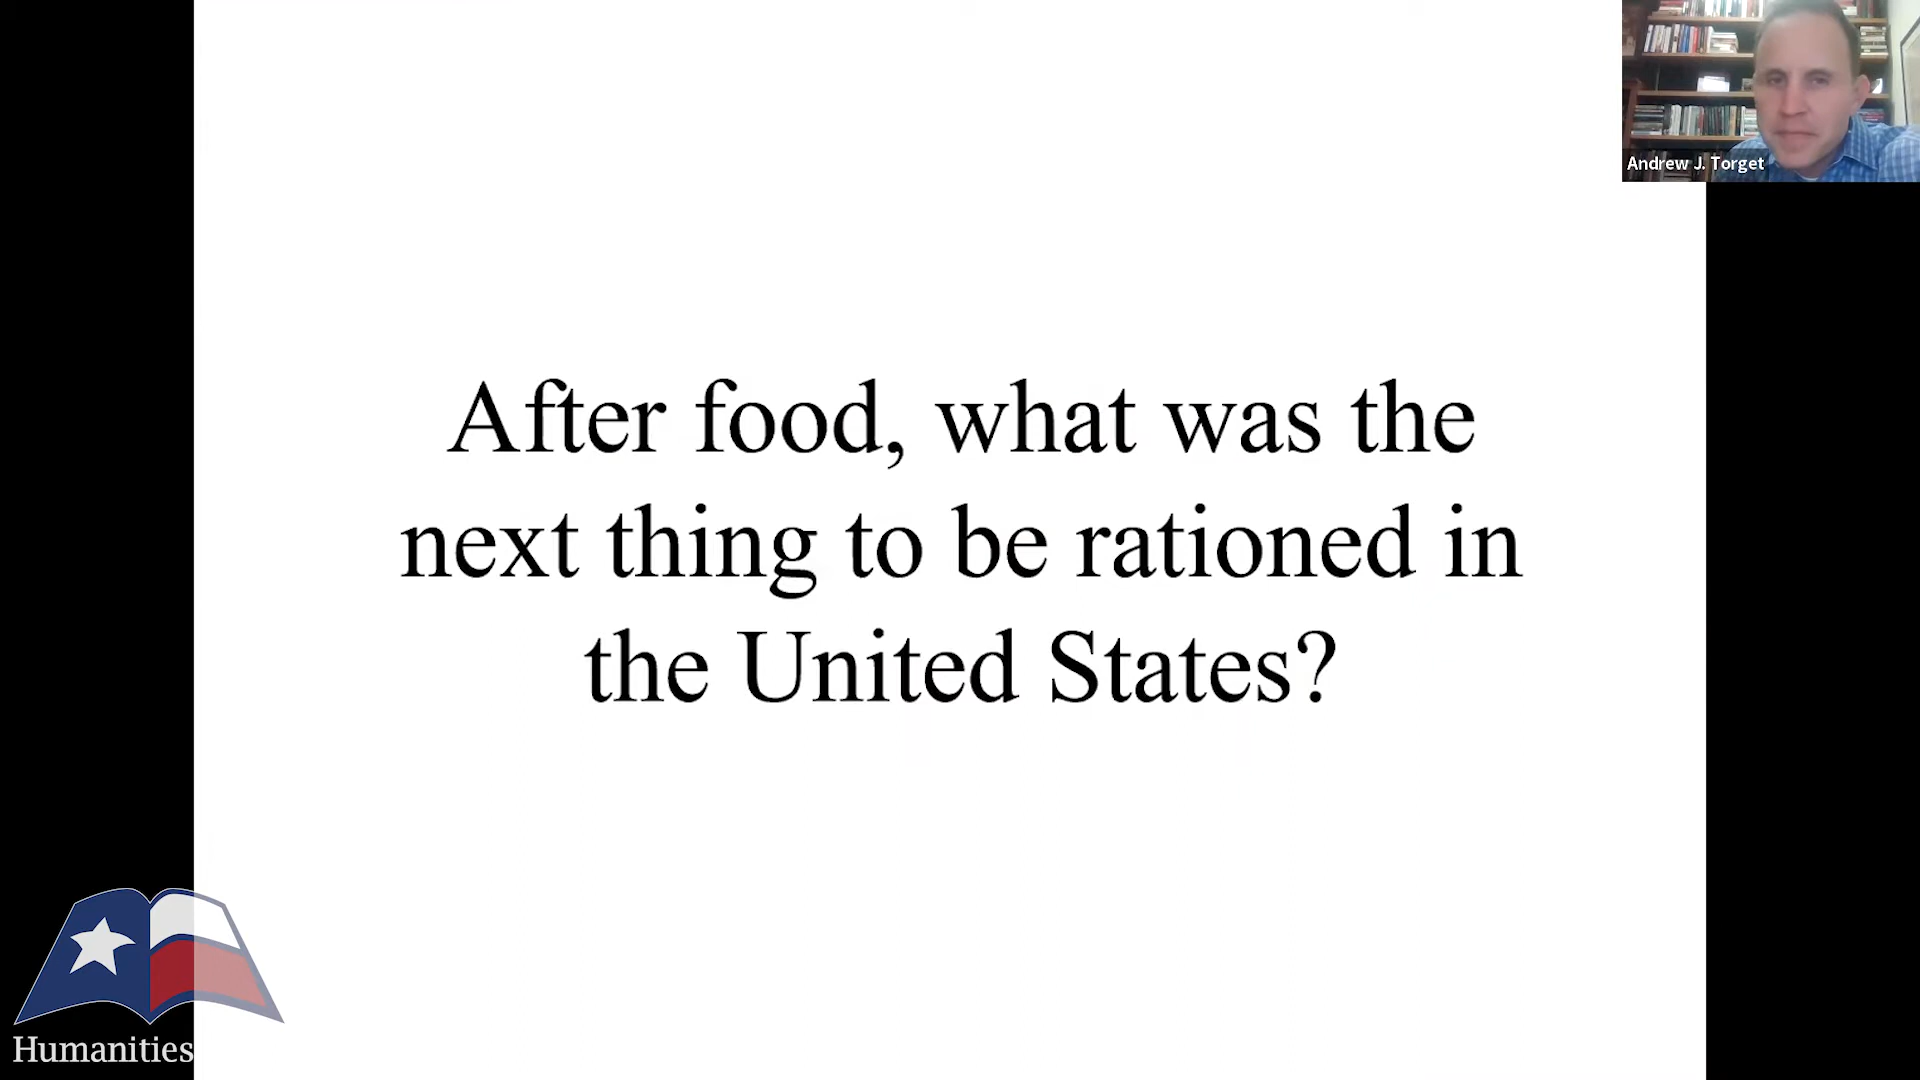 Andrew J. Torget
After food, what was the
next thing to be rationed in
the United States?
Humanities